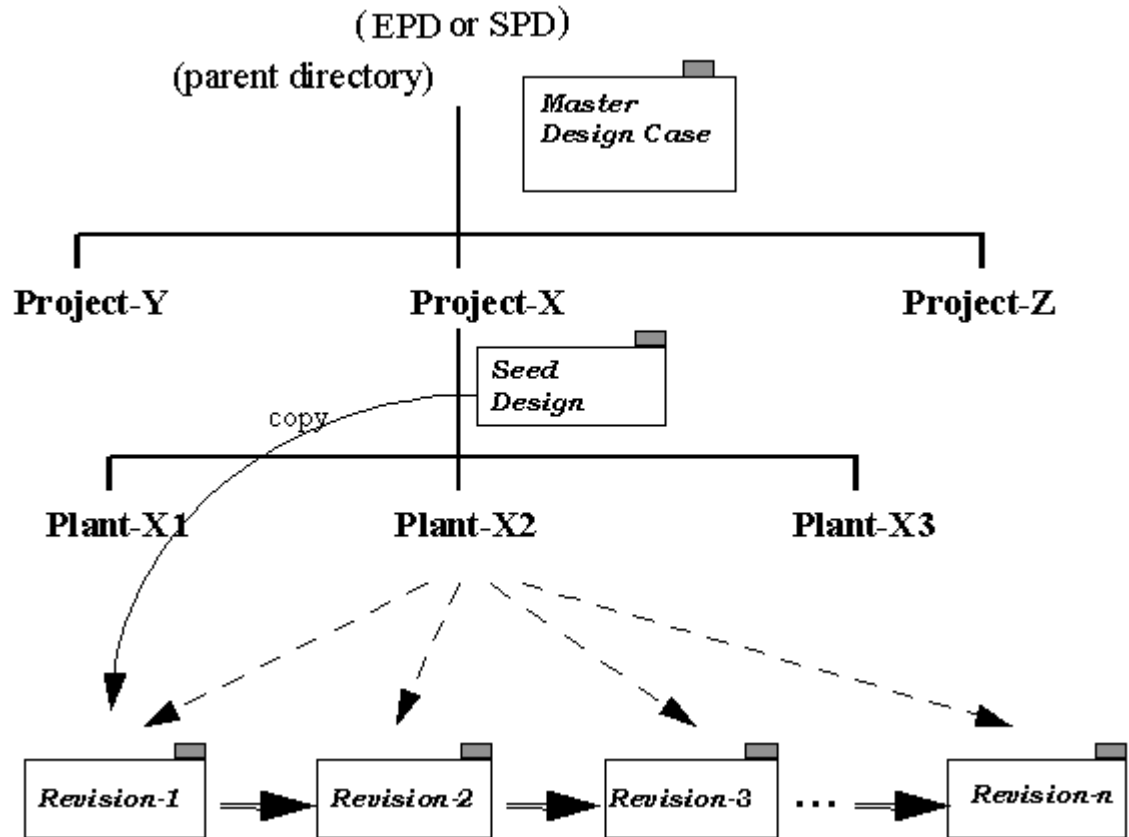 (EPD or SPD)
(parent directory)
Master
Design Case
Project-Y
Project-X
Project-Z
Seed
Design
copy
Plant-X1
Plant-X2
Plant-X3
Revision-1
Revision-2
Revision-3
...
Revision-n